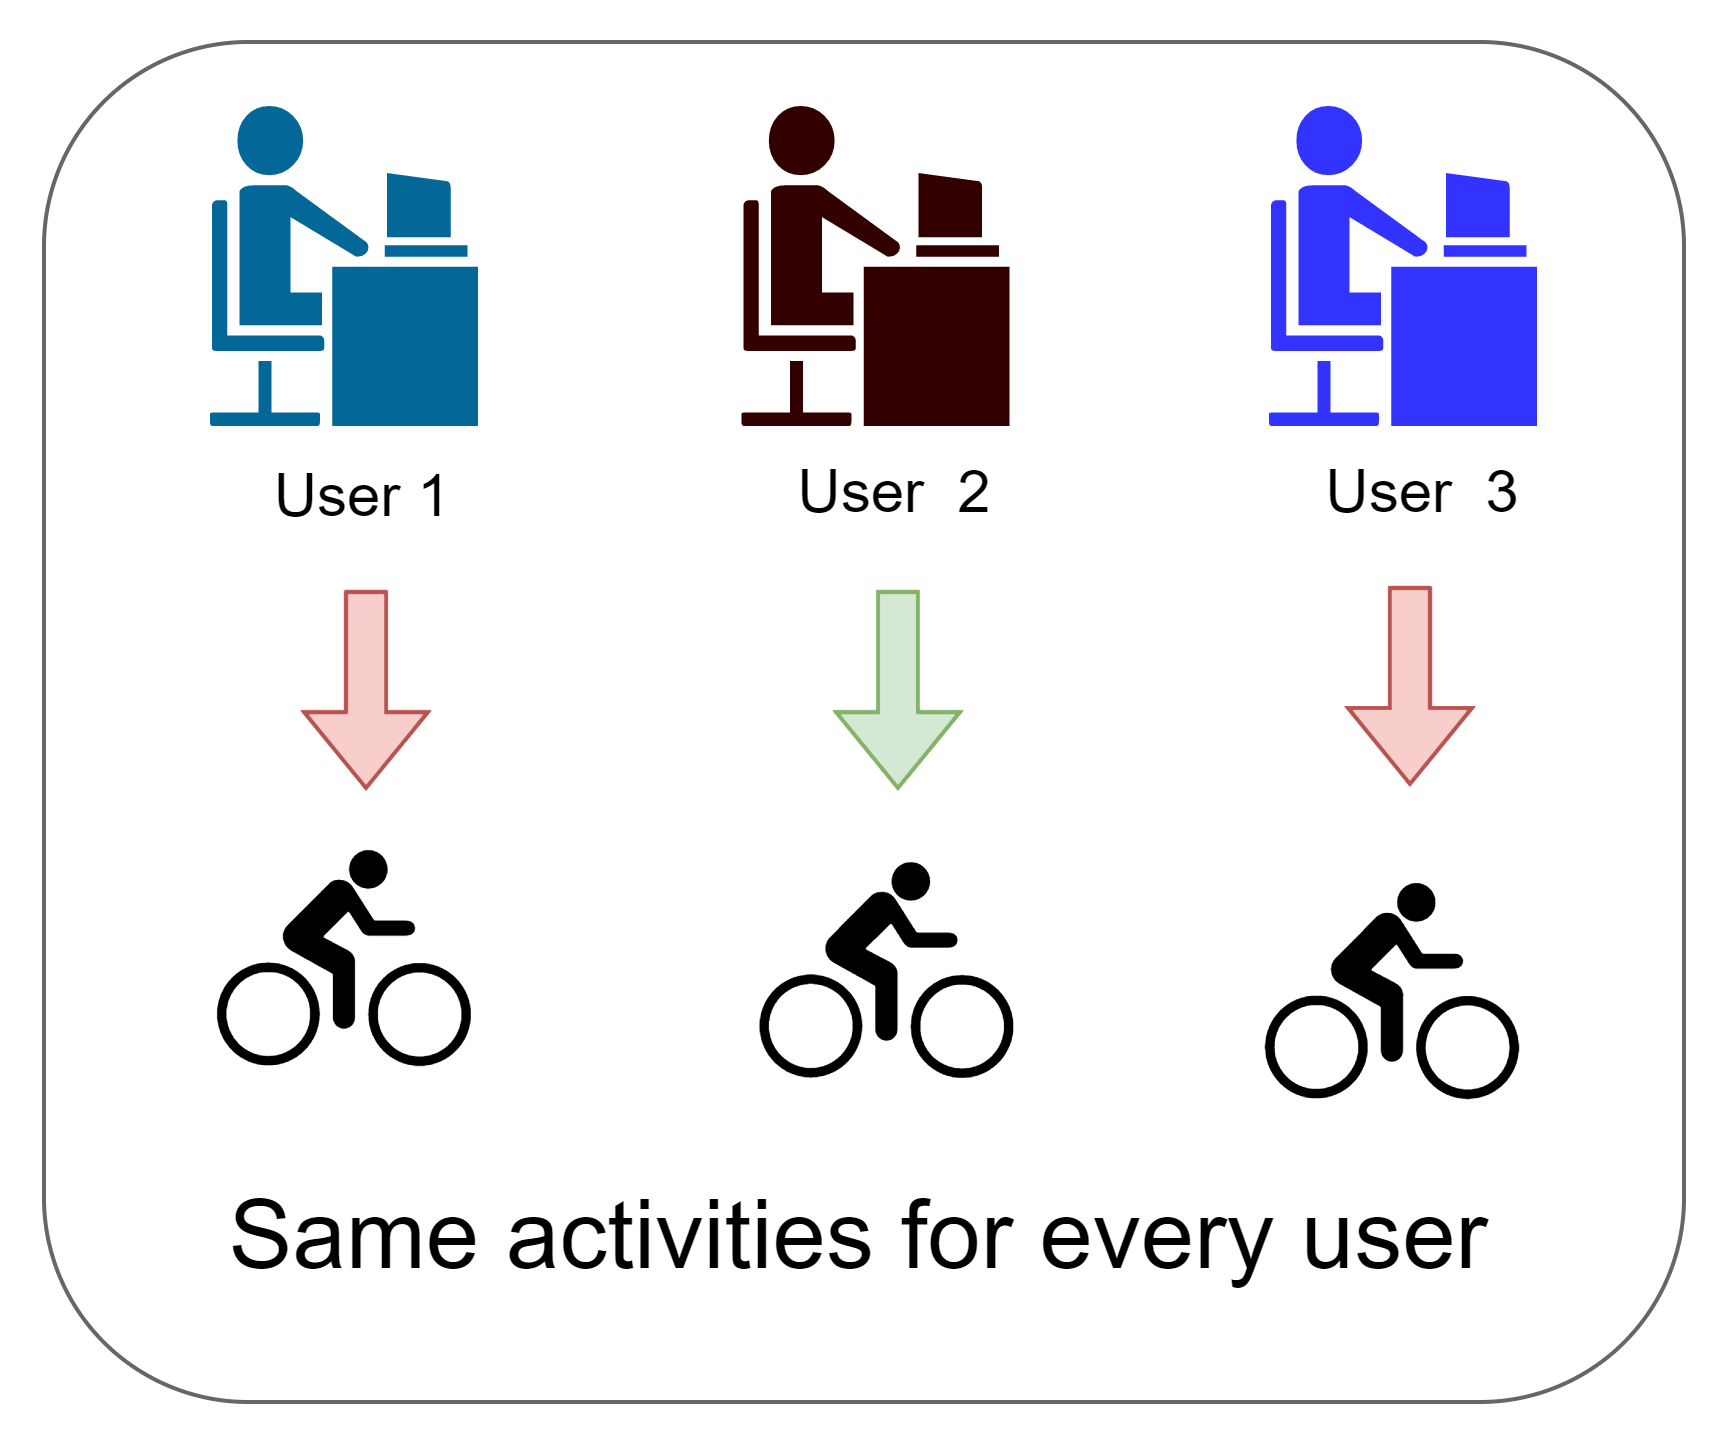 User 1
User 2
User 3
Same activities for every user